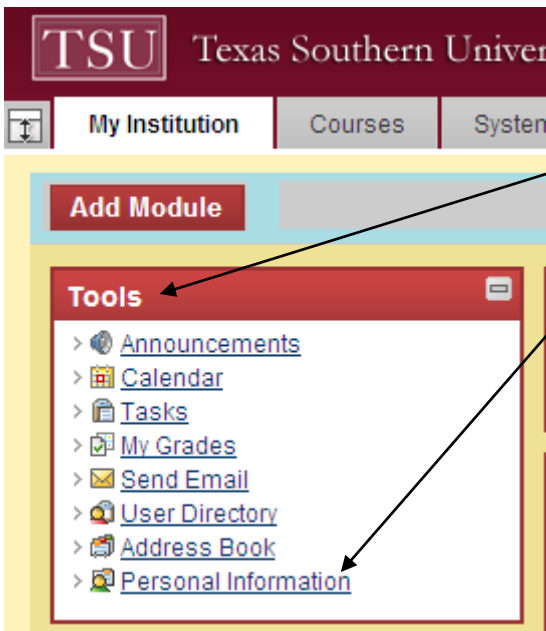 TSU Texas Southern Univer
My Institution Courses System
Add Module
Tools
Announcements
Calendar
Tasks
My Grades
Send Email
User Directory
Address Book
Personal Information